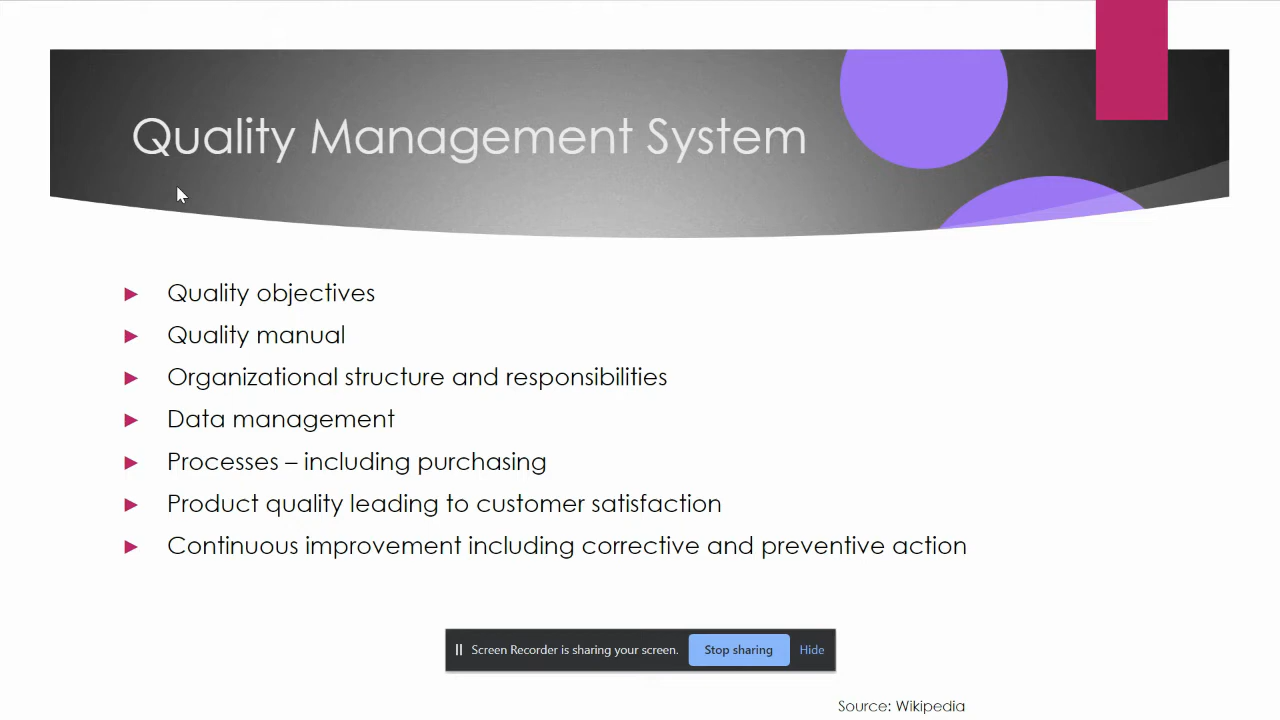 Quality Management System
Quality objectives
Quality manual
Organizational structure and responsibilities
Data management
Processes – including purchasing
Product quality leading to customer satisfaction
Continuous improvement including corrective and preventive action
Screen Recorder is sharing your screen. Stop sharing Hide
Source: Wikipedia